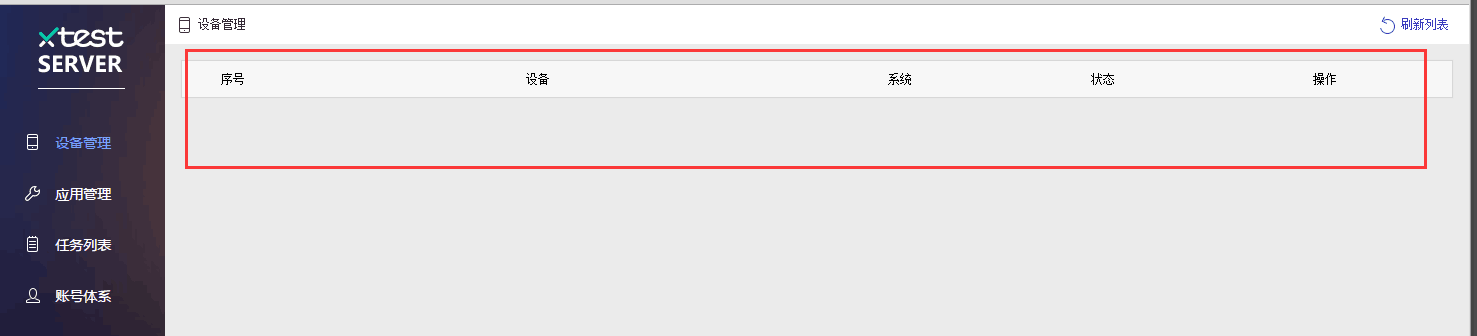 xtest
SERVER
设备管理
应用管理
任务列表
账号体系
设备管理
刷新列表
序号 设备 系统 状态 操作